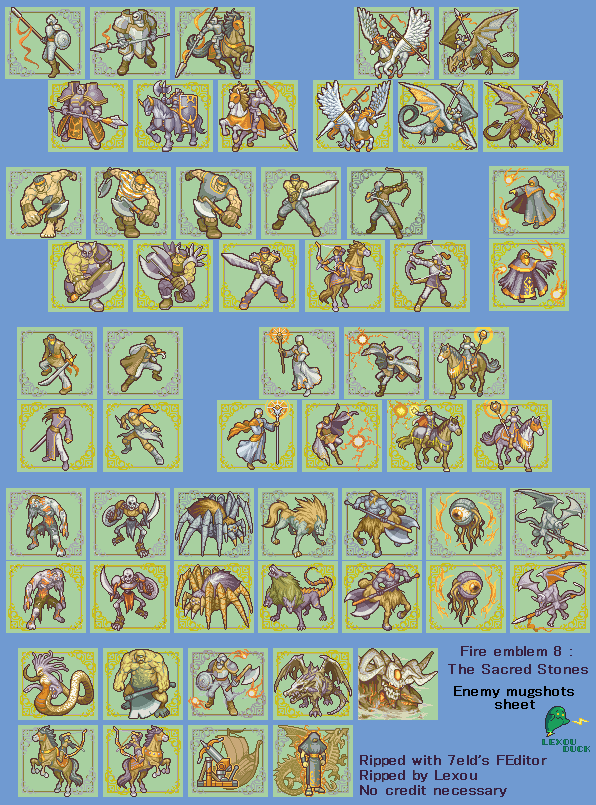 Fire emblem 8 :
The Sacred Stones
Enemy mugshots
sheet
LEXOU
DUCK
Ripped with 7eld's FEditor
Ripped by Lexou
No credit necessary